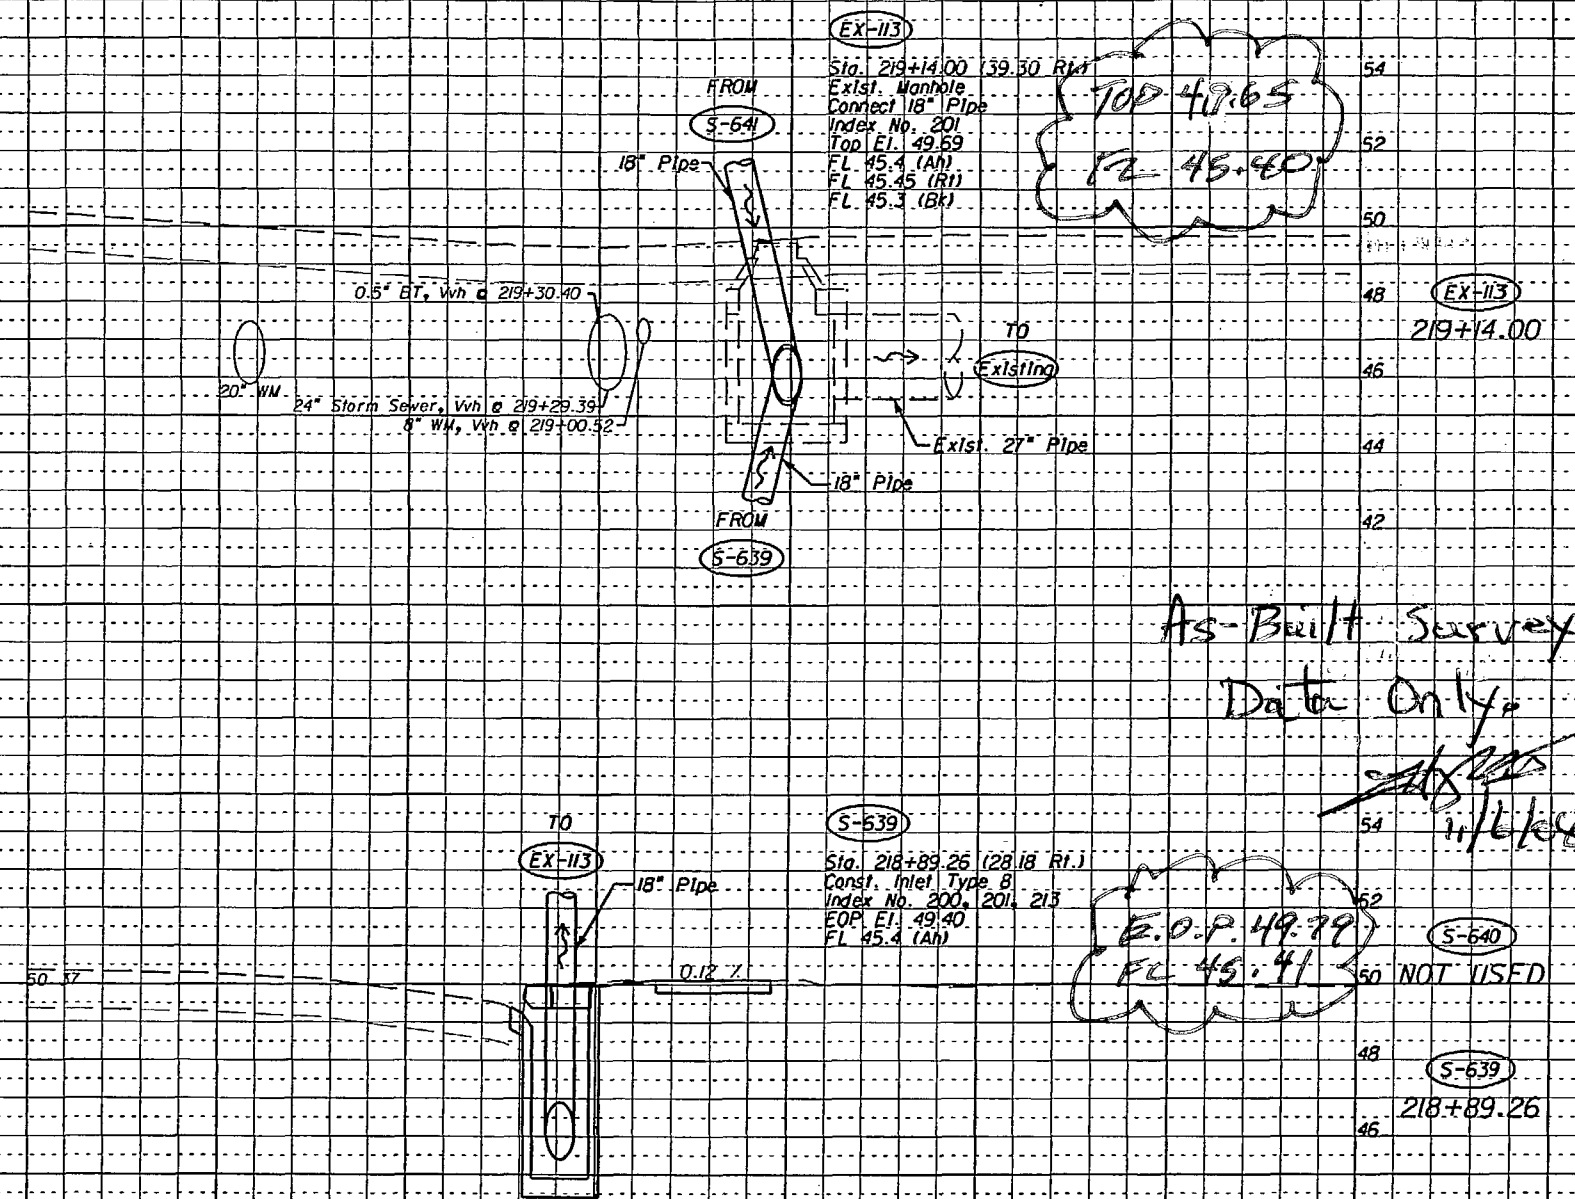 EX-113
Sta. 219+14.00 (39.30 Rt.)
Exist. Manhole
Connect 18" Pipe
Index No. 201
Top El. 49.69
FL 45.4 (Ah)
FL 45.45 (Rt)
FL 45.3 (Bk)
TOP 49.65
FL 45.40
FROM
S-641
18" Pipe
54
52
50
48
46
44
42
EX-113
219+14.00
0.5" BT, Vvh @ 219+30.40
20" WM
24" Storm Sewer, Vvh @ 219+29.39
8" WM, Vvh @ 219+00.52
TO
Existing
Exist. 27" Pipe
18" Pipe
FROM
S-639
As-Built Survey
Data Only.
TO
EX-113
18" Pipe
S-639
Sta. 218+89.26 (28.18 Rt.)
Const. Inlet Type 8
Index No. 200, 201, 213
EOP El. 49.40
FL 45.4 (Ah)
E.O.P. 49.79
FL 45.41
54
52
50
48
46
50.37
0.12 %
S-640
NOT USED
S-639
218+89.26